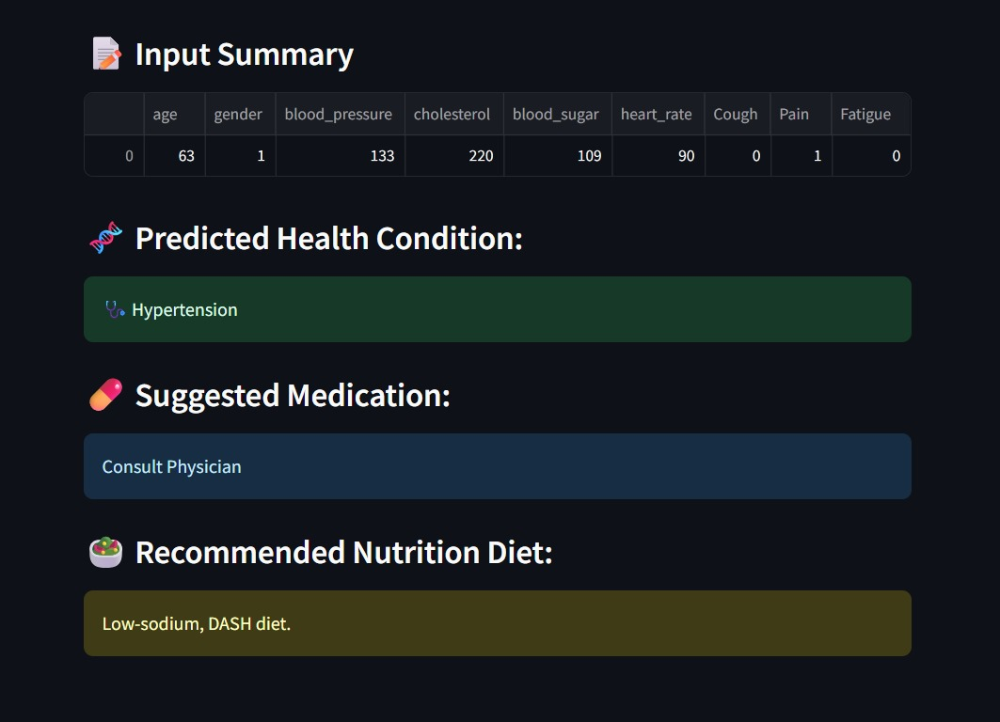 Input Summary
age gender blood_pressure cholesterol blood_sugar heart_rate Cough Pain Fatigue
0 63 1 133 220 109 90 0 1 0
Predicted Health Condition:
Hypertension
Suggested Medication:
Consult Physician
Recommended Nutrition Diet:
Low-sodium, DASH diet.